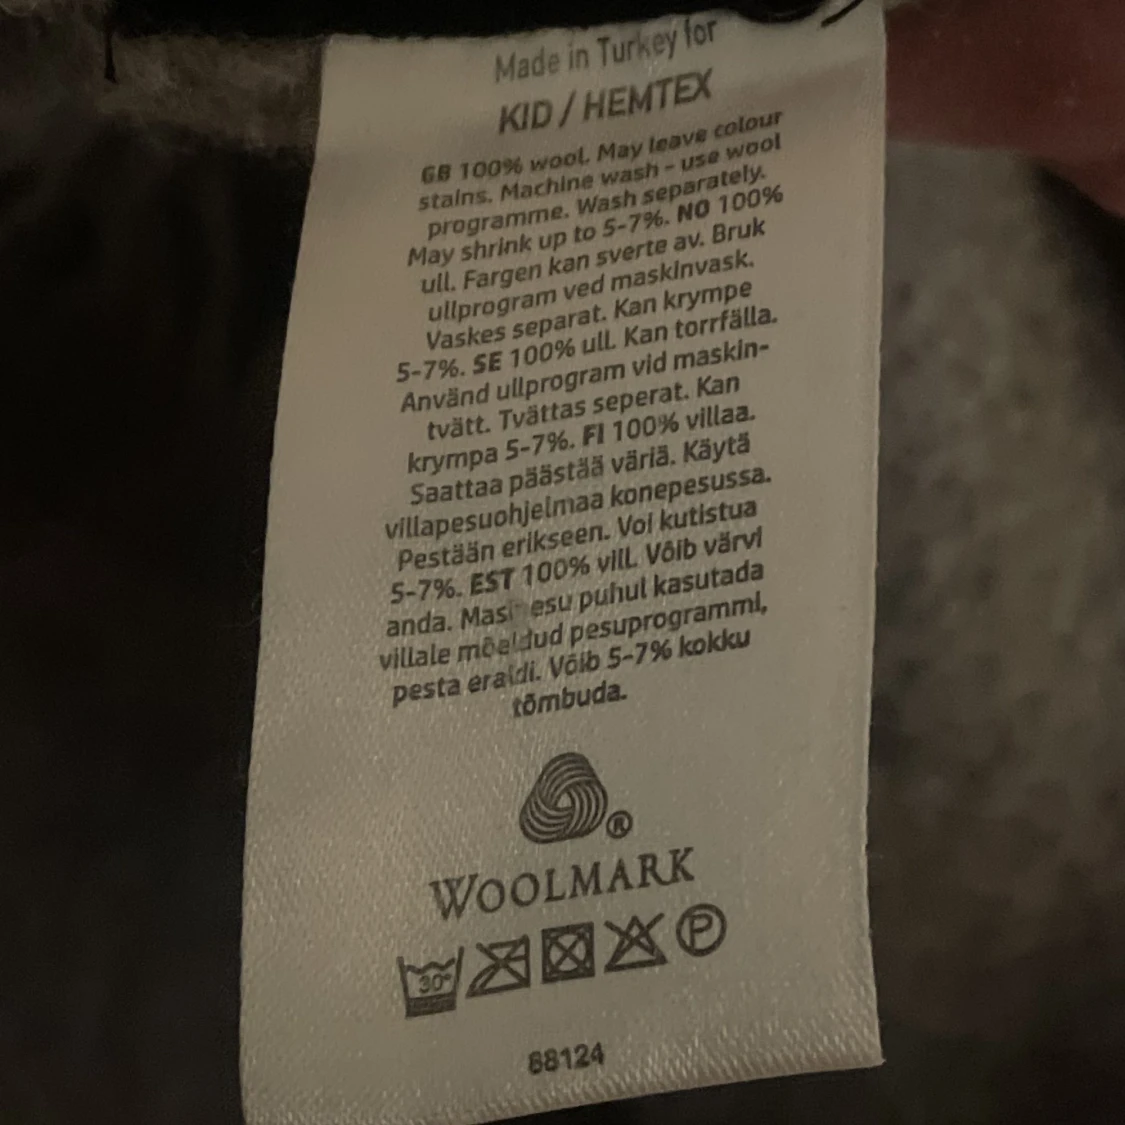 Made in Turkey for
KID / HEMTEX
GB 100% wool. May leave colour
stains. Machine wash - use wool
programme. Wash separately.
May shrink up to 5-7%. NO 100%
ull. Fargen kan sverte av. Bruk
ullprogram ved maskinvask.
Vaskes separat. Kan krympe
5-7%. SE 100% ull. Kan torrfälla.
Använd ullprogram vid maskin-
tvätt. Tvättas seperat. Kan
krympa 5-7%. FI 100% villaa.
Saattaa päästää väriä. Käytä
villapesuohjelmaa konepesussa.
Pestään erikseen. Voi kutistua
5-7%. EST 100% vill. Võib värvi
anda. puhul kasutada
villale mõeldud pesuprogrammi,
pesta eraldi. Võib 5-7% kokku
tõmbuda.
®
WOOLMARK
30° P
88124